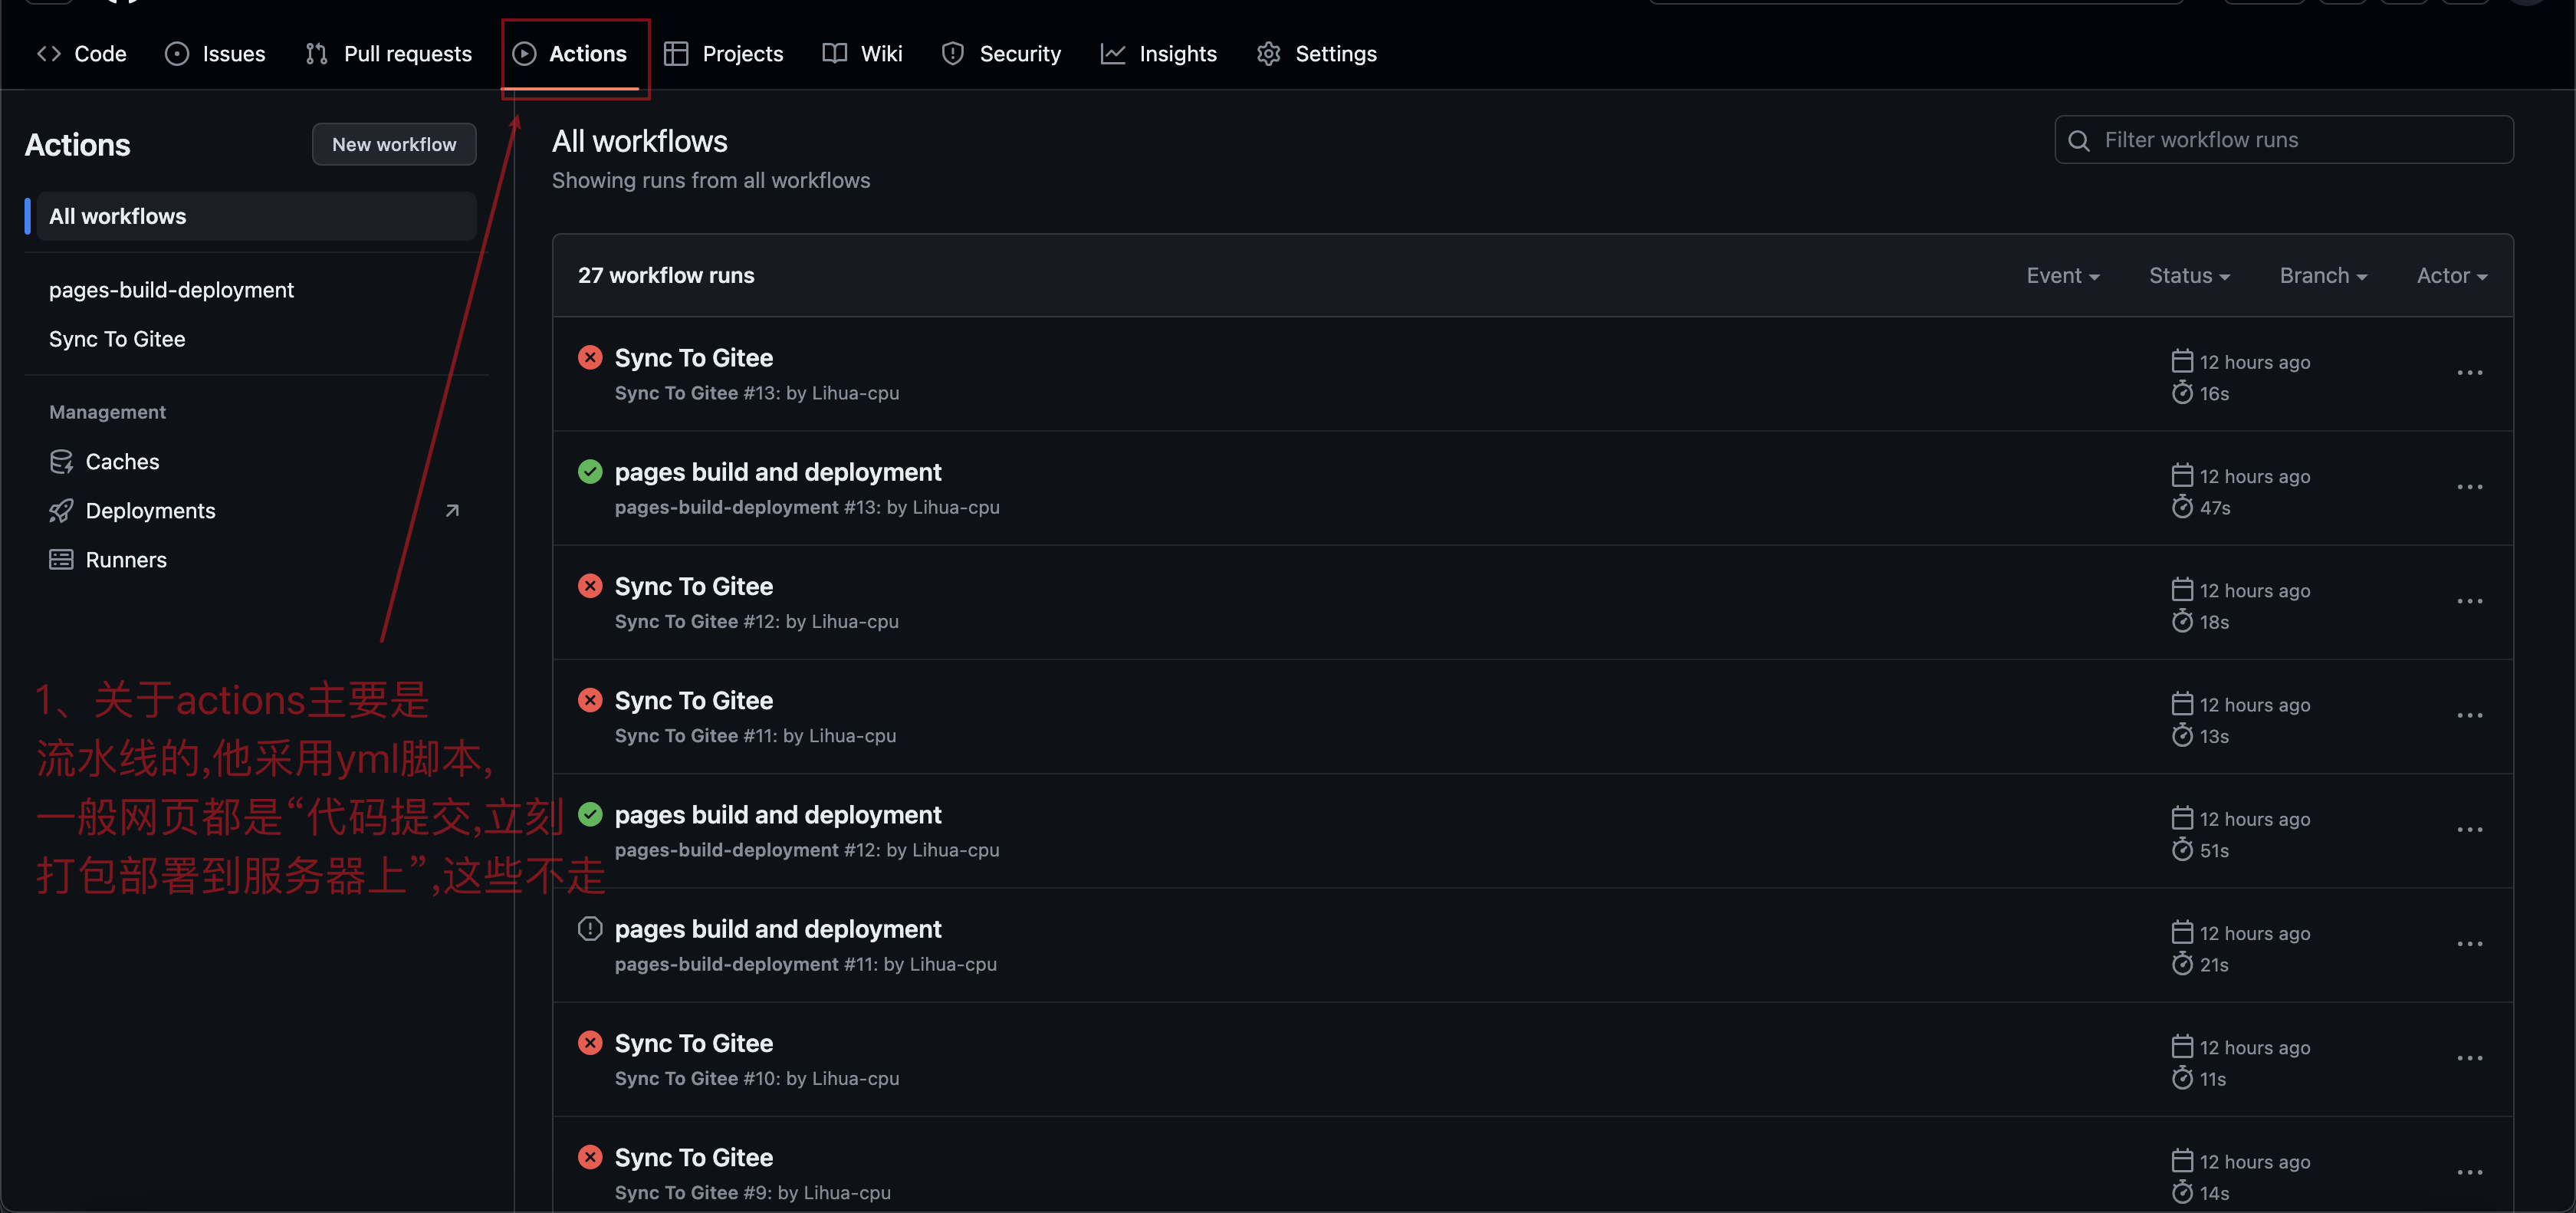 Code Issues Pull requests Actions Projects Wiki Security Insights Settings
Actions
New workflow
All workflows
pages-build-deployment
Sync To Gitee
Management
Caches
Deployments
Runners
1、关于actions主要是
流水线的,他采用yml脚本,
一般网页都是“代码提交,立刻
打包部署到服务器上”,这些不走
All workflows
Showing runs from all workflows
Filter workflow runs
27 workflow runs
Event Status Branch Actor
Sync To Gitee
Sync To Gitee #13: by Lihua-cpu
12 hours ago
16s
pages build and deployment
pages-build-deployment #13: by Lihua-cpu
12 hours ago
47s
Sync To Gitee
Sync To Gitee #12: by Lihua-cpu
12 hours ago
18s
Sync To Gitee
Sync To Gitee #11: by Lihua-cpu
12 hours ago
13s
pages build and deployment
pages-build-deployment #12: by Lihua-cpu
12 hours ago
51s
pages build and deployment
pages-build-deployment #11: by Lihua-cpu
12 hours ago
21s
Sync To Gitee
Sync To Gitee #10: by Lihua-cpu
12 hours ago
11s
Sync To Gitee
Sync To Gitee #9: by Lihua-cpu
12 hours ago
14s